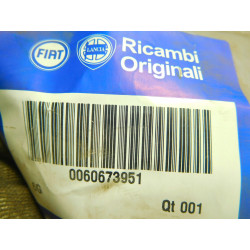 FIAT LANCIA Ricambi
Originali
0060673951
Qt 001